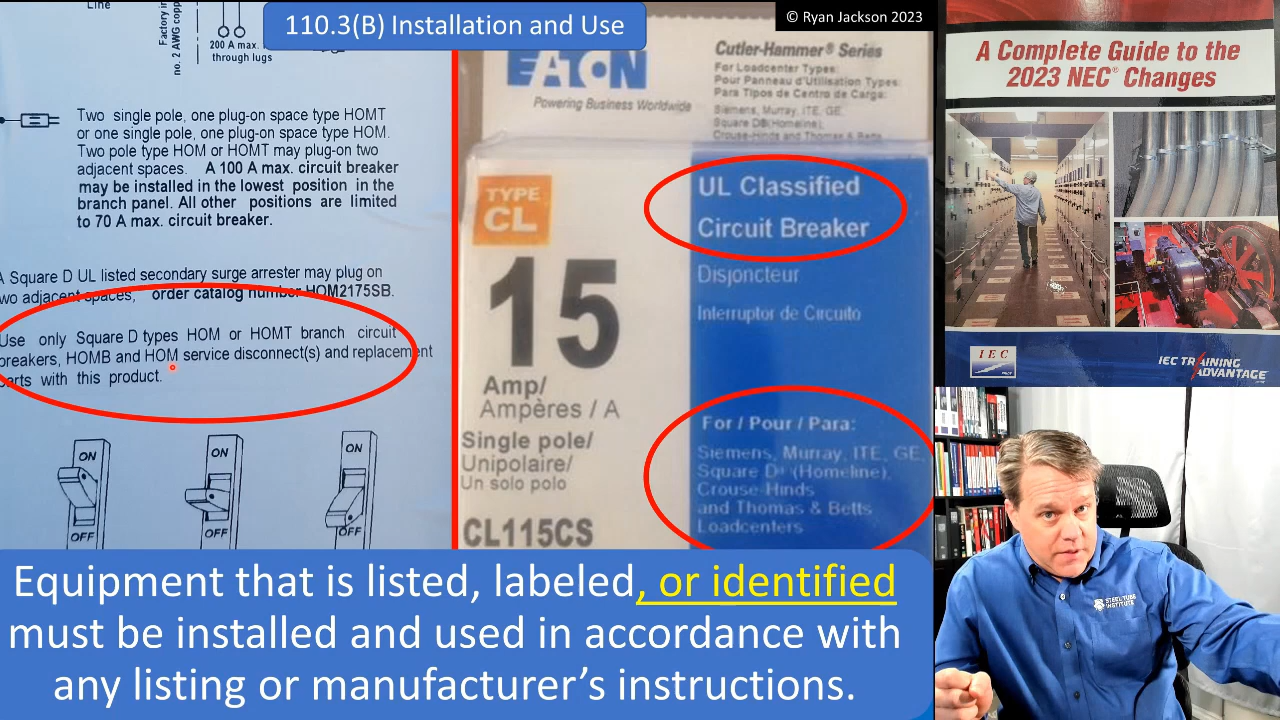 110.3(B) Installation and Use
© Ryan Jackson 2023
Line
Factory in
no. 2 AWG copp
200 A max.
through lugs
Two single pole, one plug-on space type HOMT
or one single pole, one plug-on space type HOM.
Two pole type HOM or HOMT may plug-on two
adjacent spaces. A 100 A max. circuit breaker
may be installed in the lowest position in the
branch panel. All other positions are limited
to 70 A max. circuit breaker.
A Square D UL listed secondary surge arrester may plug on
two adjacent spaces, order catalog number HOM2175SB.
Use only Square D types HOM or HOMT branch circuit
breakers, HOMB and HOM service disconnect(s) and replacement
parts with this product.
ON
OFF
ON
OFF
ON
OFF
EATON
Powering Business Worldwide
Cutler-Hammer® Series
For Loadcenter Types:
Pour Panneau d'Utilisation Types:
Para Tipos de Centro de Carga:
Siemens, Murray, ITE, GE,
Square D®(Homeline),
Crouse-Hinds and Thomas & Betts
TYPE
CL
15
Amp/
Ampères / A
Single pole/
Unipolaire/
Un solo polo
CL115CS
UL Classified
Circuit Breaker
Disjoncteur
Interruptor de Circuito
For / Pour / Para:
Siemens, Murray, ITE, GE,
Square D® (Homeline),
Crouse-Hinds
and Thomas & Betts
Loadcenters
Equipment that is listed, labeled, or identified
must be installed and used in accordance with
any listing or manufacturer's instructions.
A Complete Guide to the
2023 NEC® Changes
IEC
IEC TRAINING
ADVANTAGE
STEEL TUBE
INSTITUTE